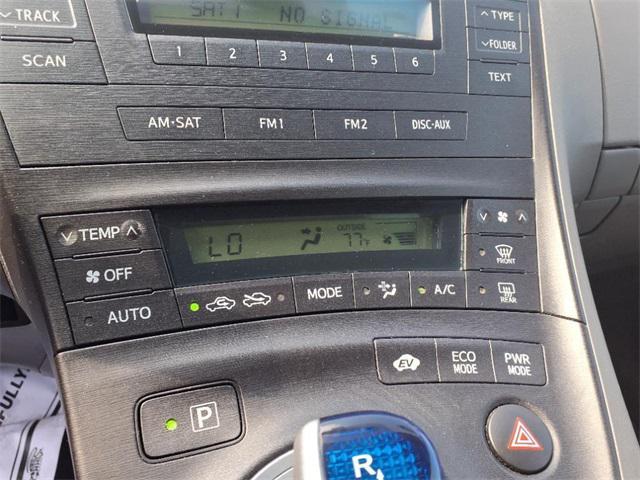 SAT1 NO SIGNAL
TRACK
TYPE
SCAN
1 2 3 4 5 6
FOLDER
TEXT
AM·SAT FM1 FM2 DISC·AUX
TEMP
LO
OUTSIDE
77°F
OFF
FRONT
AUTO
MODE
A/C
REAR
EV
ECO MODE
PWR MODE
P
R
FULLY